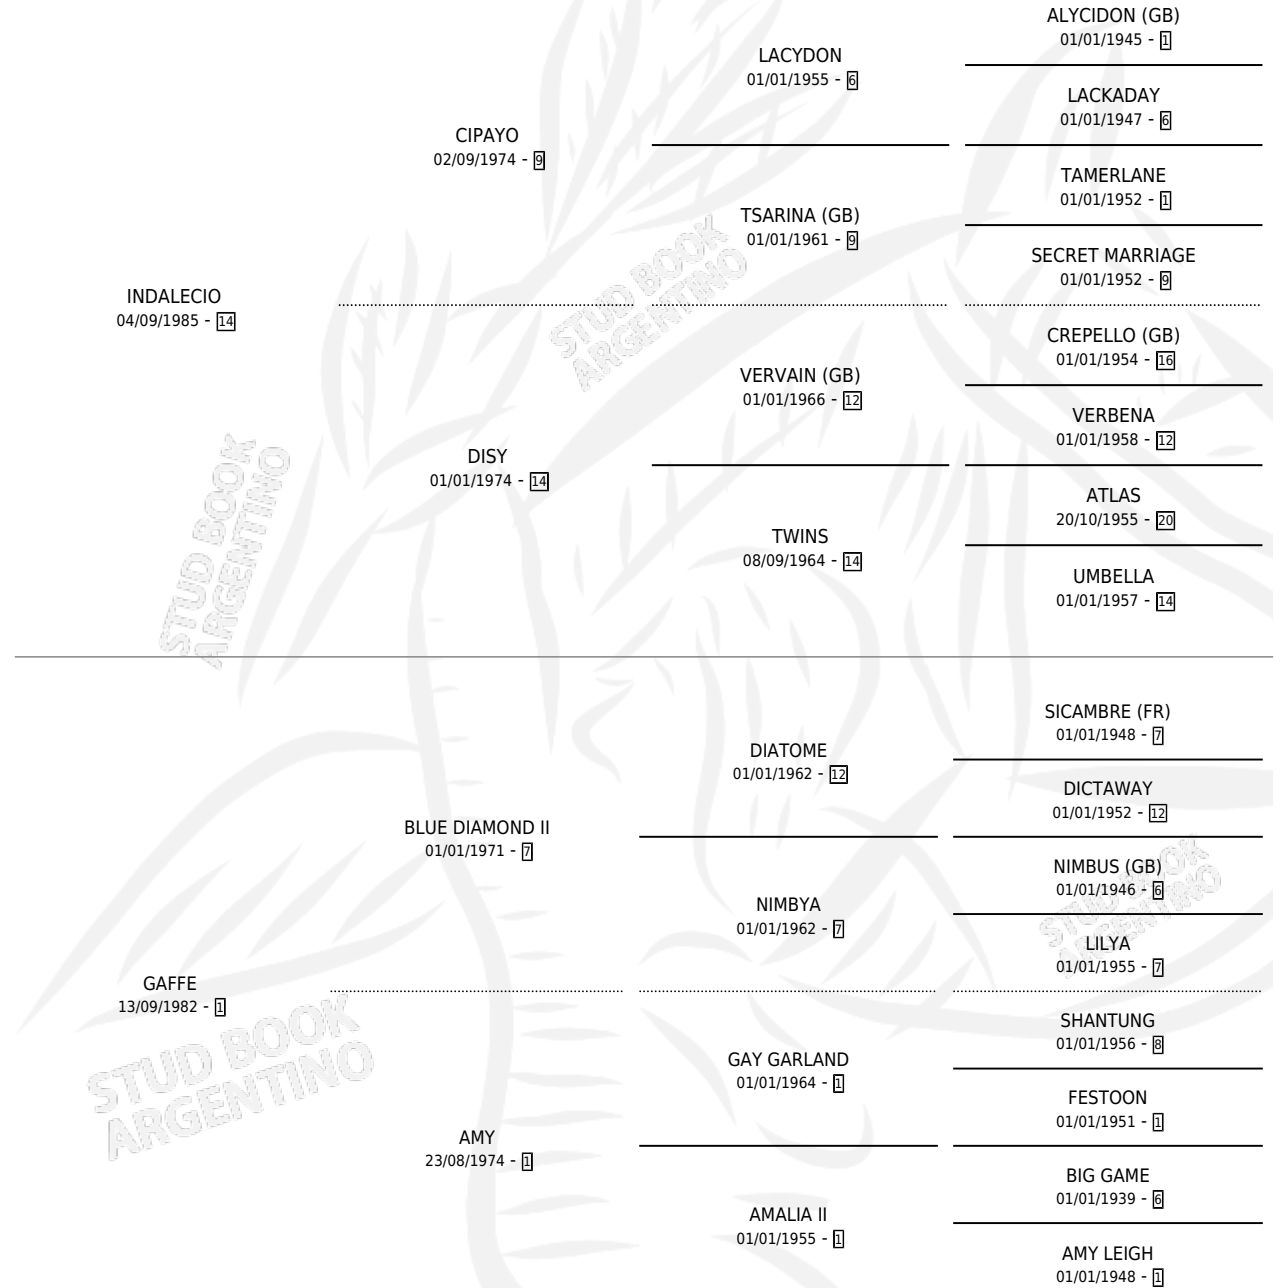 ALYCIDON (GB)
01/01/1945 - 1
LACYDON
01/01/1955 - 6
LACKADAY
01/01/1947 - 6
CIPAYO
02/09/1974 - 9
TAMERLANE
01/01/1952 - 1
TSARINA (GB)
01/01/1961 - 9
SECRET MARRIAGE
01/01/1952 - 9
INDALECIO
04/09/1985 - 14
STUD BOOK
ARGENTINO
CREPELLO (GB)
01/01/1954 - 16
VERVAIN (GB)
01/01/1966 - 12
VERBENA
01/01/1958 - 12
DISY
01/01/1974 - 14
ATLAS
20/10/1955 - 20
TWINS
08/09/1964 - 14
UMBELLA
01/01/1957 - 14
STUD BOOK
ARGENTINO
SICAMBRE (FR)
01/01/1948 - 7
DIATOME
01/01/1962 - 12
DICTAWAY
01/01/1952 - 12
BLUE DIAMOND II
01/01/1971 - 7
NIMBUS (GB)
01/01/1946 - 6
NIMBYA
01/01/1962 - 7
LILYA
01/01/1955 - 7
STUD BOOK
ARGENTINO
GAFFE
13/09/1982 - 1
SHANTUNG
01/01/1956 - 8
GAY GARLAND
01/01/1964 - 1
FESTOON
01/01/1951 - 1
STUD BOOK
ARGENTINO
AMY
23/08/1974 - 1
BIG GAME
01/01/1939 - 6
AMALIA II
01/01/1955 - 1
AMY LEIGH
01/01/1948 - 1